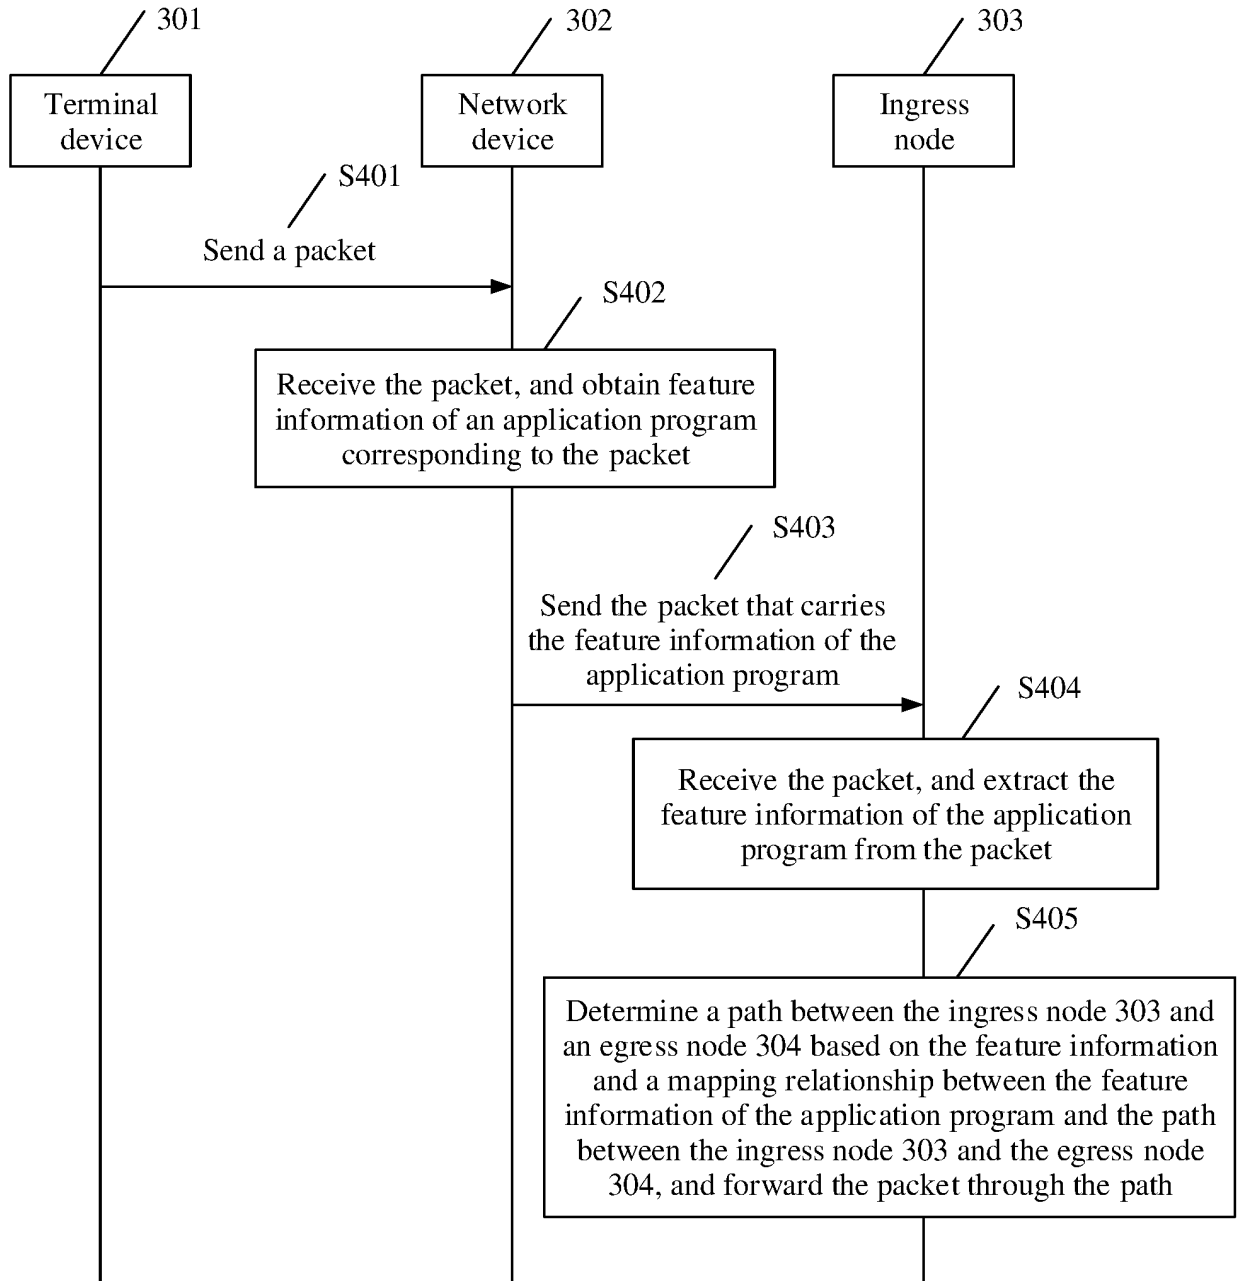 301
302
303
Terminal
device
Network
device
Ingress
node
S401
Send a packet
S402
Receive the packet, and obtain feature
information of an application program
corresponding to the packet
S403
Send the packet that carries
the feature information of the
application program
S404
Receive the packet, and extract the
feature information of the application
program from the packet
S405
Determine a path between the ingress node 303 and
an egress node 304 based on the feature information
and a mapping relationship between the feature
information of the application program and the path
between the ingress node 303 and the egress node
304, and forward the packet through the path